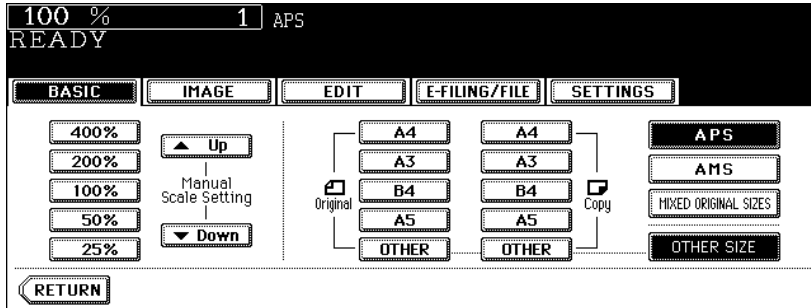 100 % 1 APS
READY
BASIC IMAGE EDIT E-FILING/FILE SETTINGS
400%
200%
100%
50%
25%
▲ Up
Manual
Scale Setting
▼ Down
Original
A4
A3
B4
A5
OTHER
A4
A3
B4
A5
OTHER
Copy
APS
AMS
MIXED ORIGINAL SIZES
OTHER SIZE
RETURN